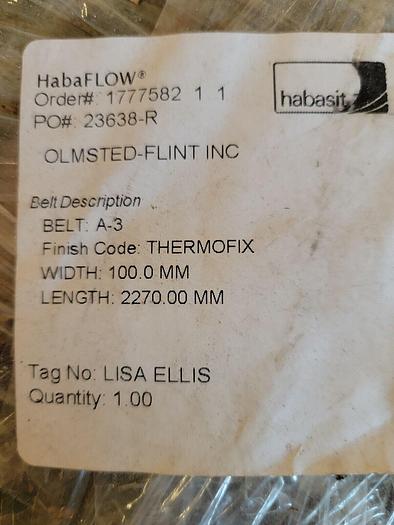 HabaFLOW®
Order#: 1777582 1 1
habasit
PO#: 23638-R
OLMSTED-FLINT INC
Belt Description
BELT: A-3
Finish Code: THERMOFIX
WIDTH: 100.0 MM
LENGTH: 2270.00 MM
Tag No: LISA ELLIS
Quantity: 1.00